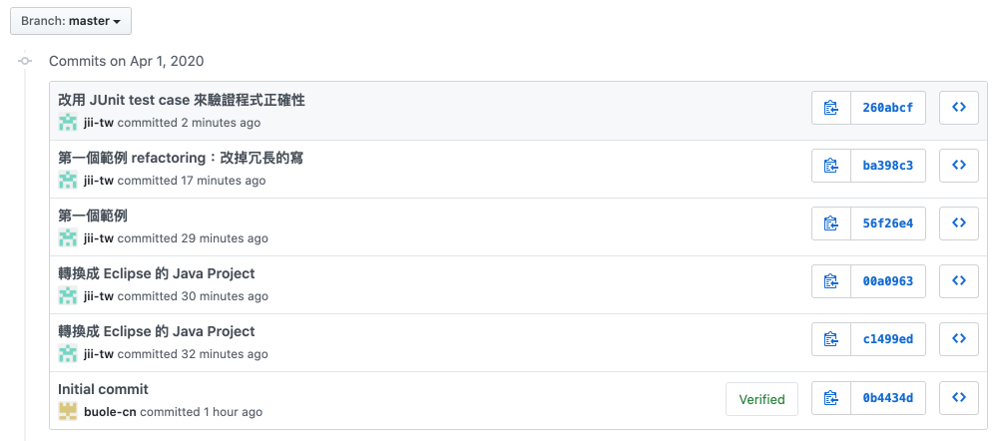 Branch: master
Commits on Apr 1, 2020
改用 JUnit test case 來驗證程式正確性
jii-tw committed 2 minutes ago
260abcf
第一個範例 refactoring：改掉冗長的寫
jii-tw committed 17 minutes ago
ba398c3
第一個範例
jii-tw committed 29 minutes ago
56f26e4
轉換成 Eclipse 的 Java Project
jii-tw committed 30 minutes ago
00a0963
轉換成 Eclipse 的 Java Project
jii-tw committed 32 minutes ago
c1499ed
Initial commit
buole-cn committed 1 hour ago
Verified
0b4434d